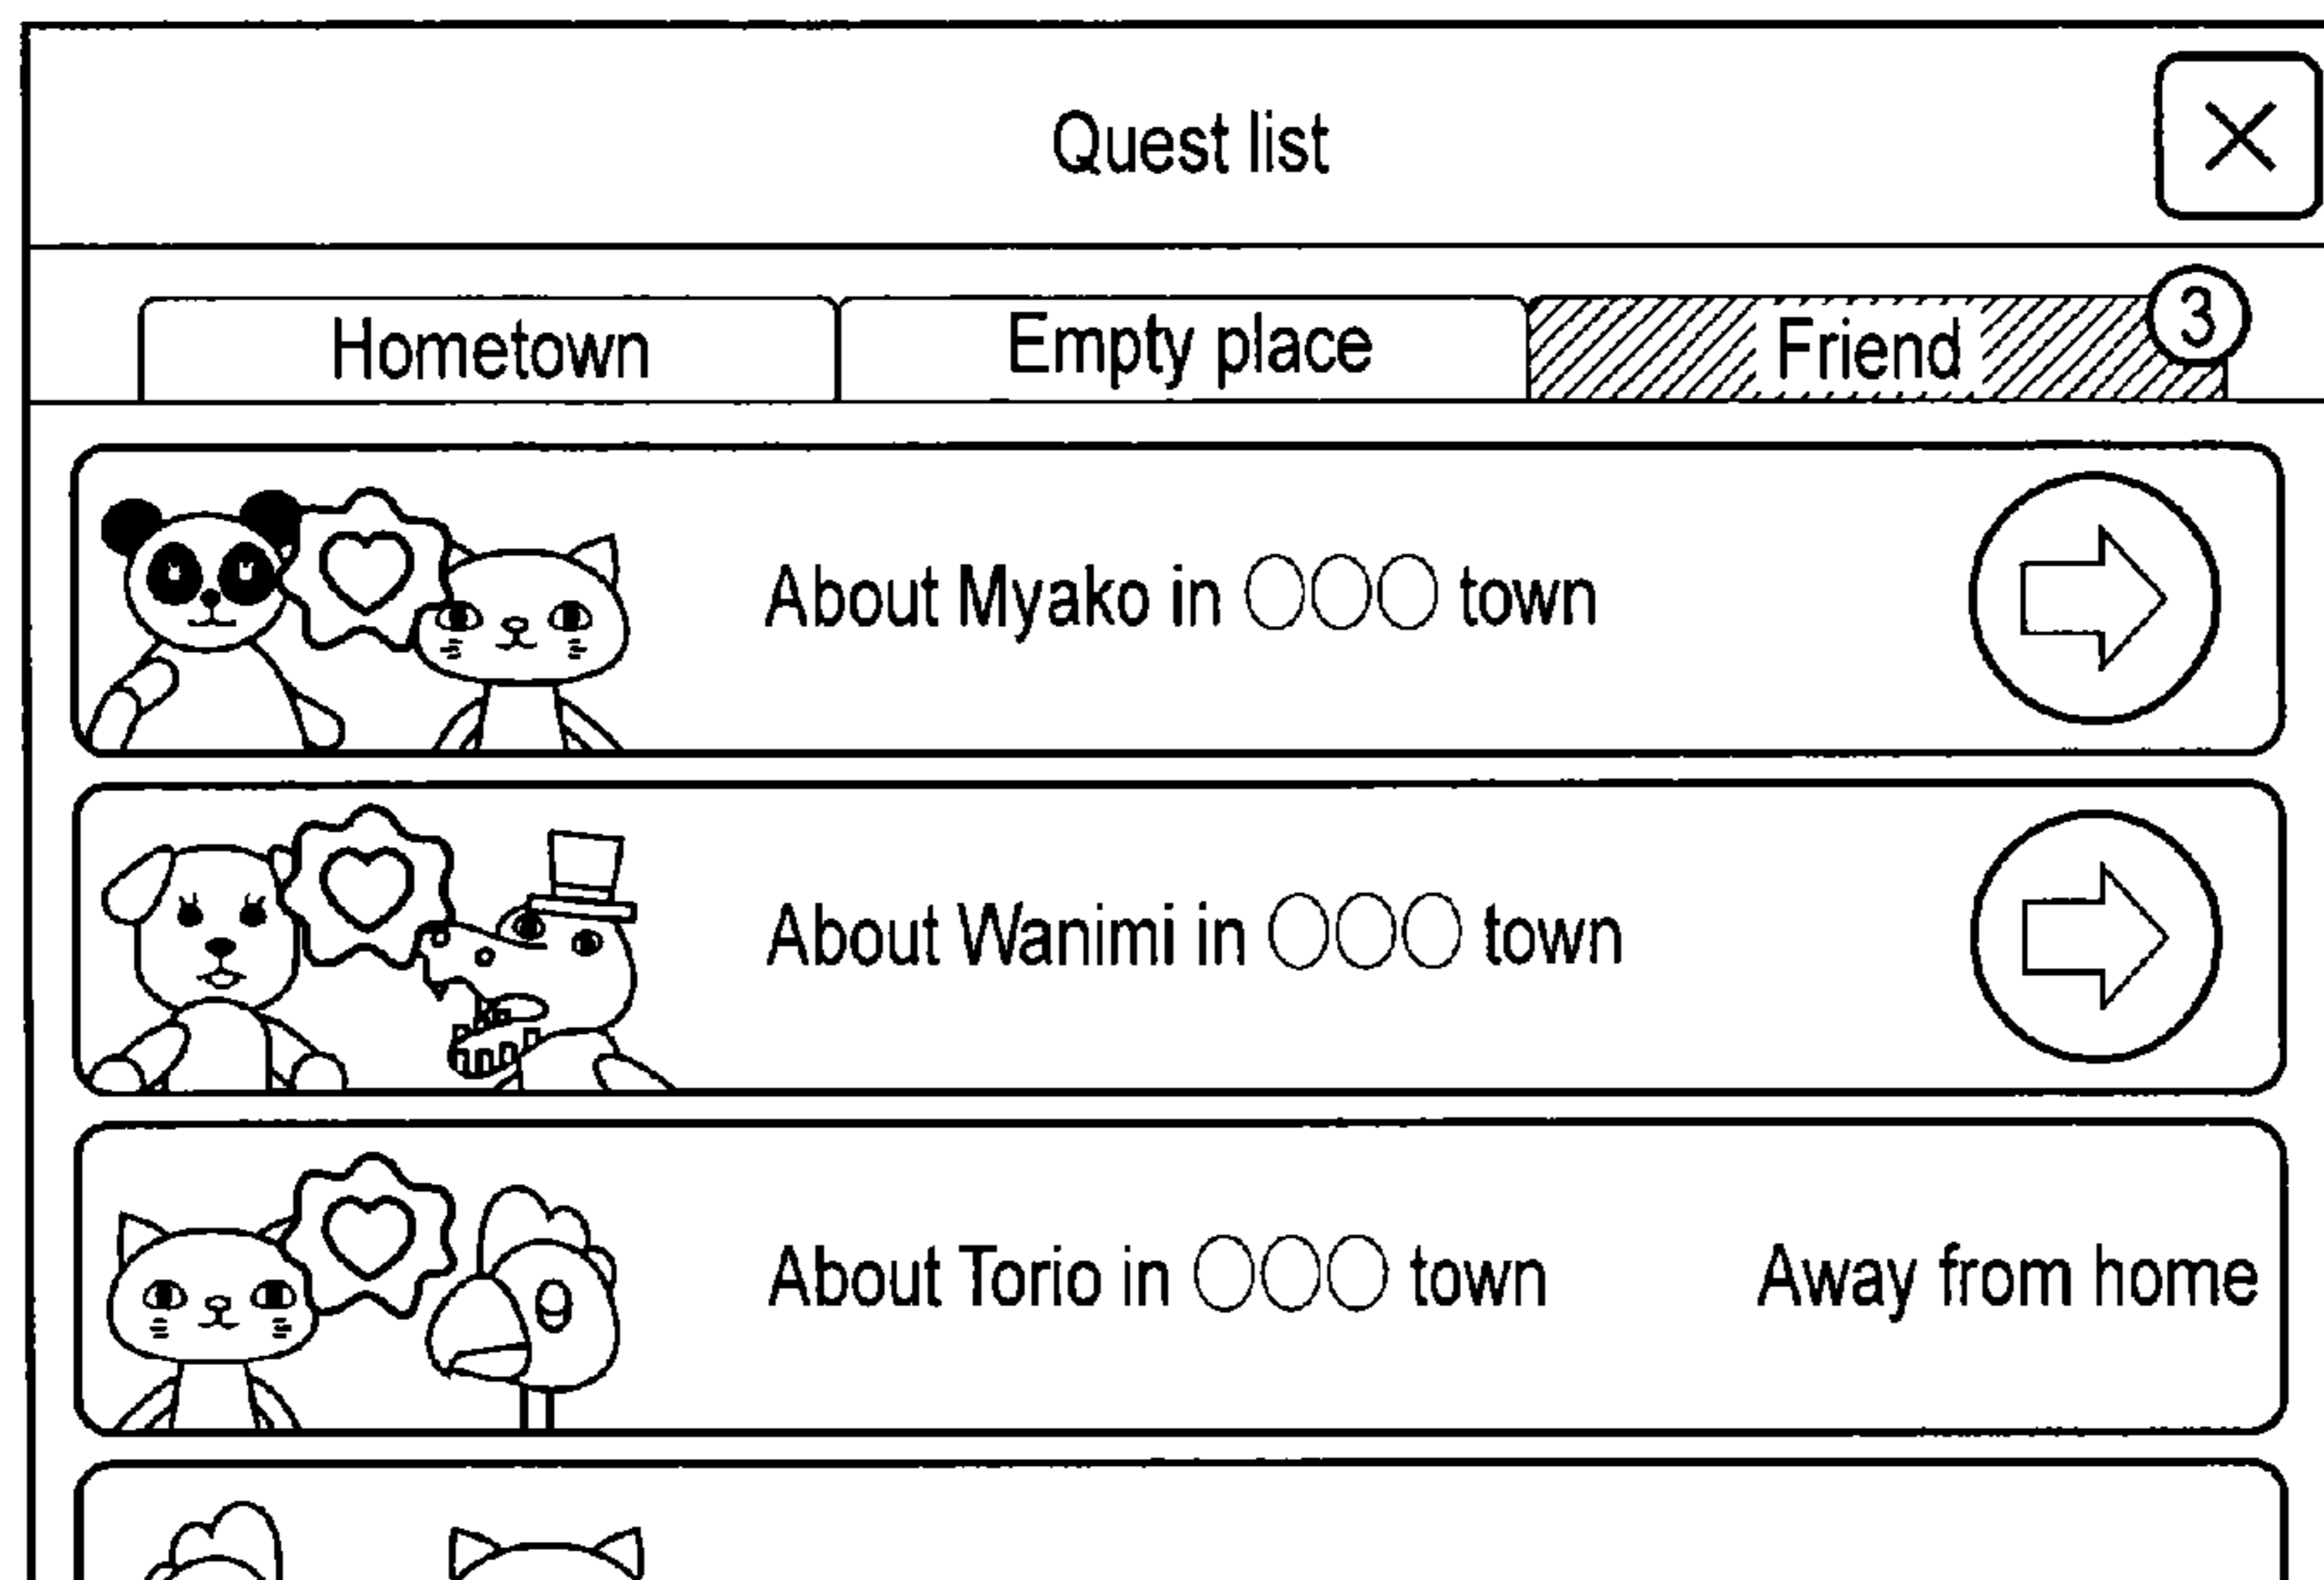 Quest list
Hometown
Empty place
Friend
3
About Myako in ○○○ town
About Wanimi in ○○○ town
About Torio in ○○○ town
Away from home